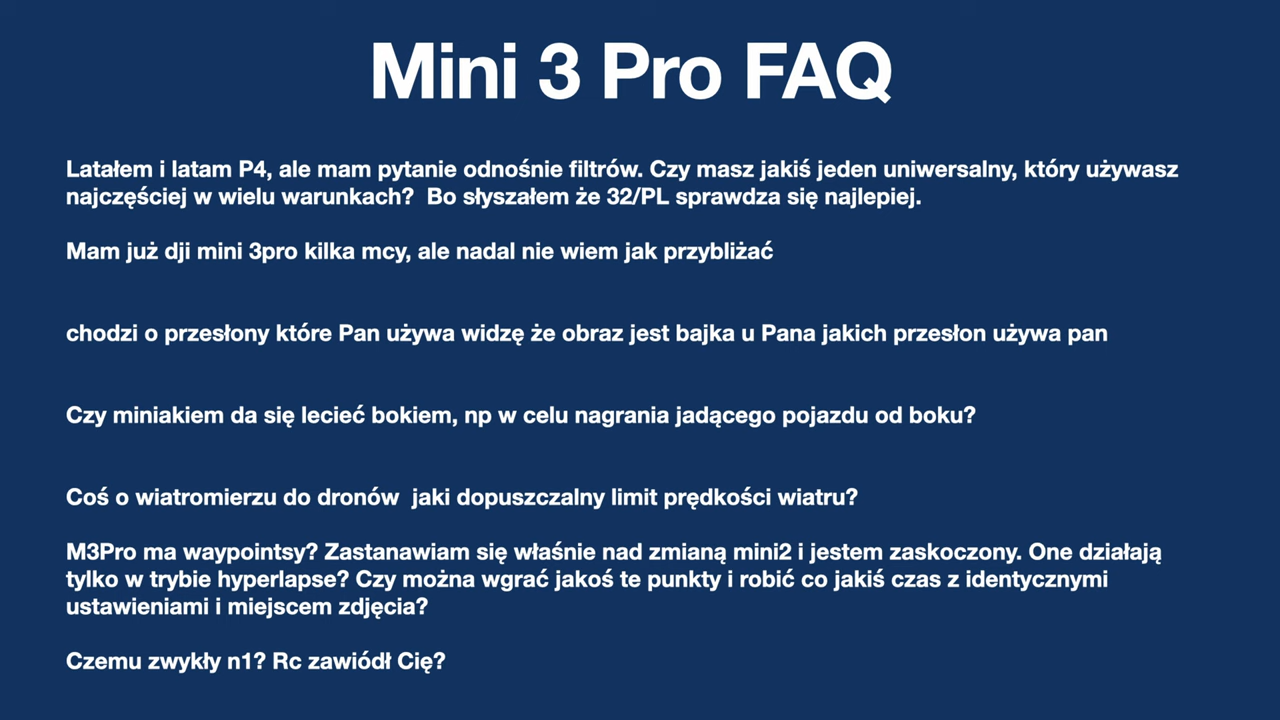 Mini 3 Pro FAQ
Latałem i latam P4, ale mam pytanie odnośnie filtrów. Czy masz jakiś jeden uniwersalny, który używasz
najczęściej w wielu warunkach?  Bo słyszałem że 32/PL sprawdza się najlepiej.
Mam już dji mini 3pro kilka mcy, ale nadal nie wiem jak przybliżać
chodzi o przesłony które Pan używa widzę że obraz jest bajka u Pana jakich przesłon używa pan
Czy miniakiem da się lecieć bokiem, np w celu nagrania jadącego pojazdu od boku?
Coś o wiatromierzu do dronów  jaki dopuszczalny limit prędkości wiatru?
M3Pro ma waypointsy? Zastanawiam się właśnie nad zmianą mini2 i jestem zaskoczony. One działają
tylko w trybie hyperlapse? Czy można wgrać jakoś te punkty i robić co jakiś czas z identycznymi
ustawieniami i miejscem zdjęcia?
Czemu zwykły n1? Rc zawiódł Cię?